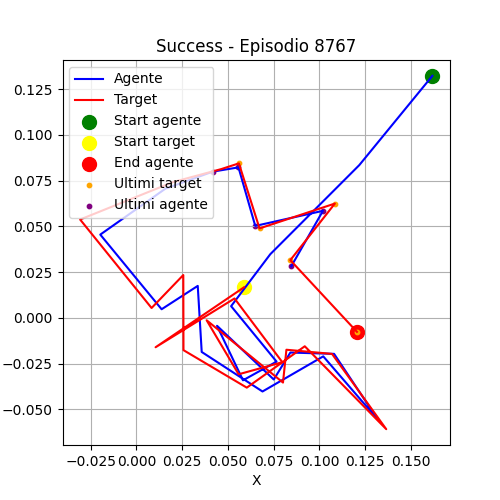 Success - Episodio 8767
Agente
Target
Start agente
Start target
End agente
Ultimi target
Ultimi agente
0.125
0.100
0.075
0.050
0.025
0.000
−0.025
−0.050
−0.025 0.000 0.025 0.050 0.075 0.100 0.125 0.150
X